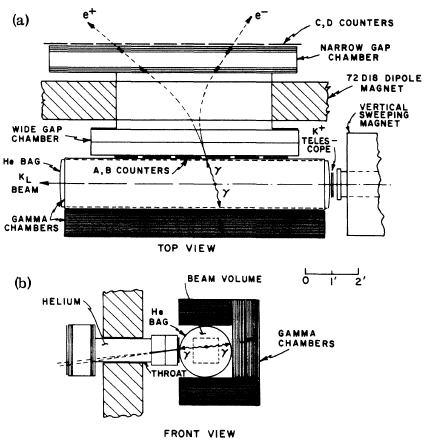 (a)
e+
e-
C,D COUNTERS
NARROW GAP
CHAMBER
72 D18 DIPOLE
MAGNET
VERTICAL
SWEEPING
MAGNET
WIDE GAP
CHAMBER
K+
TELES-
COPE
He BAG
A,B COUNTERS
γ
KL
BEAM
γ
GAMMA
CHAMBERS
TOP VIEW
(b)
BEAM VOLUME
0 1' 2'
HELIUM
He
BAG
GAMMA
CHAMBERS
γ γ
THROAT
FRONT VIEW